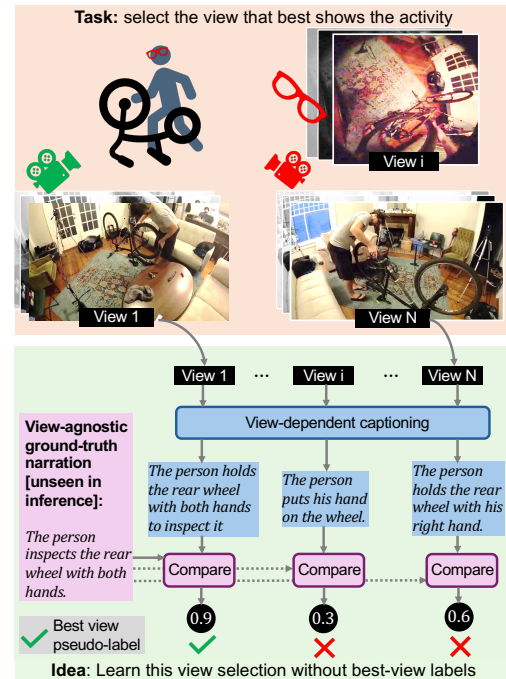 Task: select the view that best shows the activity
View i
View 1
View N
View 1 ... View i ... View N
View-dependent captioning
View-agnostic
ground-truth
narration
[unseen in
inference]:
The person
inspects the rear
wheel with both
hands.
The person holds
the rear wheel
with both hands
to inspect it
The person
puts his hand
on the wheel.
The person
holds the rear
wheel with his
right hand.
Compare
Compare
Compare
0.9
0.3
0.6
Best view
pseudo-label
Idea: Learn this view selection without best-view labels